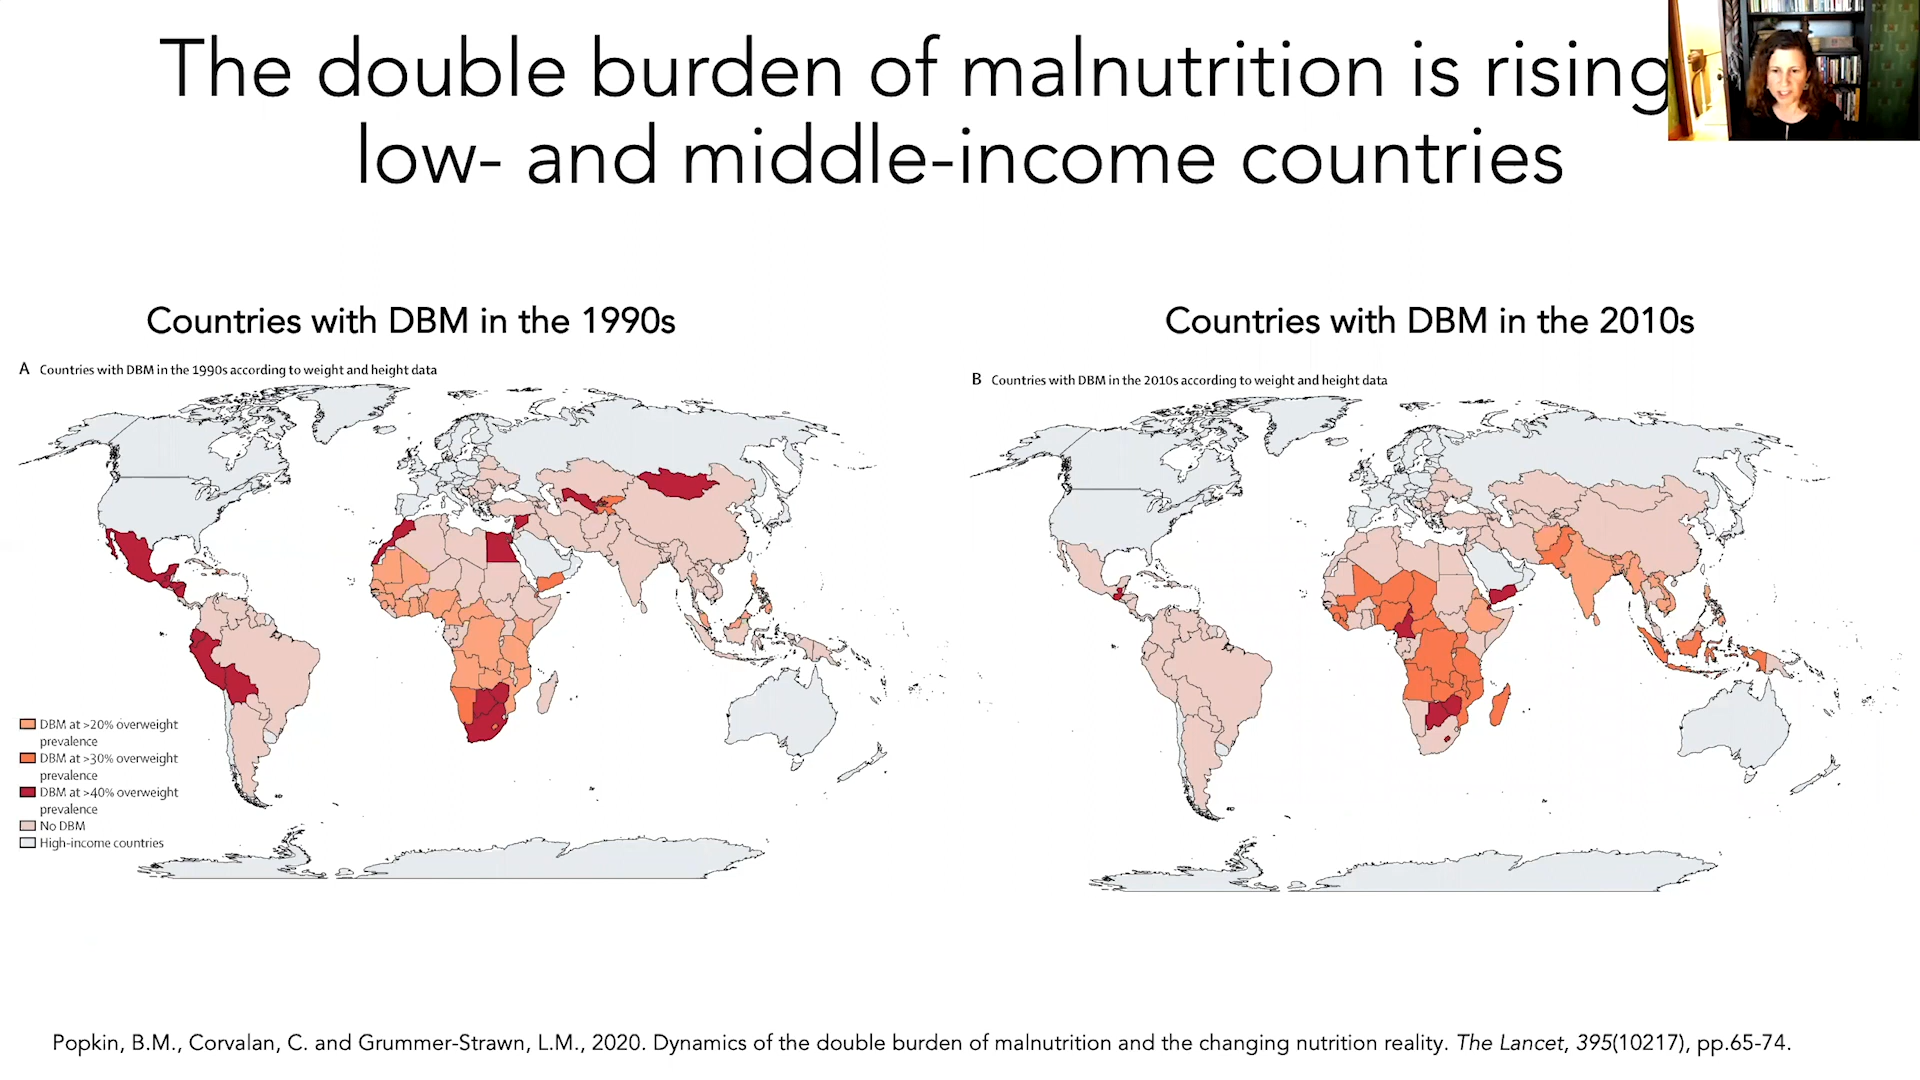 The double burden of malnutrition is rising
low- and middle-income countries
Countries with DBM in the 1990s
A Countries with DBM in the 1990s according to weight and height data
DBM at >20% overweight
prevalence
DBM at >30% overweight
prevalence
DBM at >40% overweight
prevalence
No DBM
High-income countries
Countries with DBM in the 2010s
B Countries with DBM in the 2010s according to weight and height data
Popkin, B.M., Corvalan, C. and Grummer-Strawn, L.M., 2020. Dynamics of the double burden of malnutrition and the changing nutrition reality. The Lancet, 395(10217), pp.65-74.